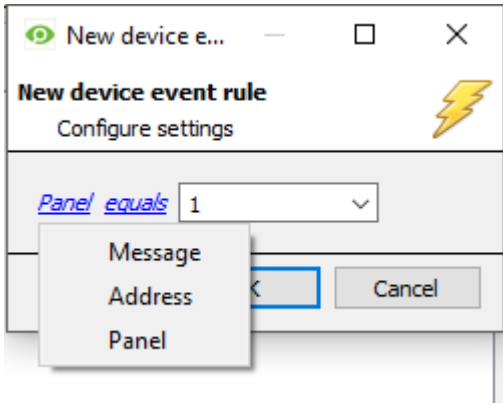 New device e...
New device event rule
Configure settings
Panel equals 1
Message
Address
Panel
Cancel